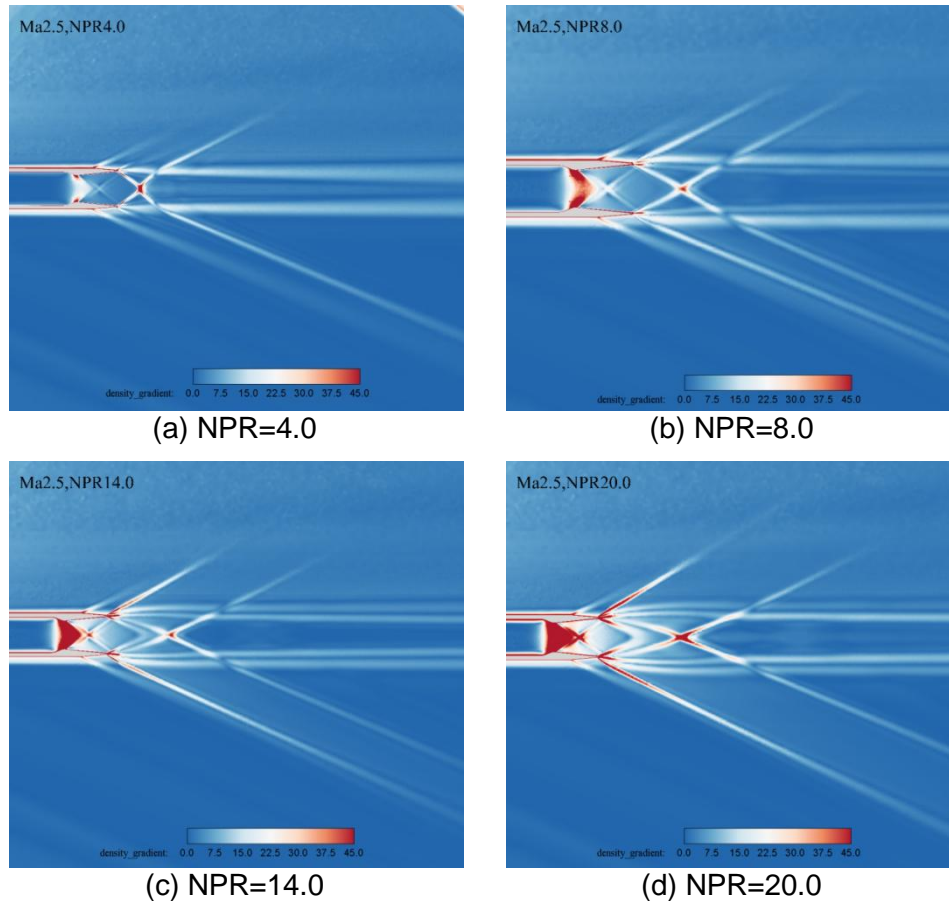 Ma2.5,NPR4.0
density_gradient: 0.0 7.5 15.0 22.5 30.0 37.5 45.0
(a) NPR=4.0
Ma2.5,NPR8.0
density_gradient: 0.0 7.5 15.0 22.5 30.0 37.5 45.0
(b) NPR=8.0
Ma2.5,NPR14.0
density_gradient: 0.0 7.5 15.0 22.5 30.0 37.5 45.0
(c) NPR=14.0
Ma2.5,NPR20.0
density_gradient: 0.0 7.5 15.0 22.5 30.0 37.5 45.0
(d) NPR=20.0